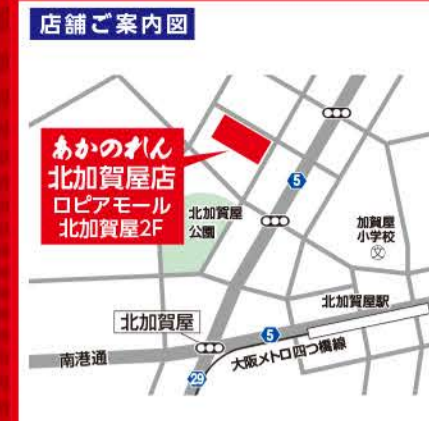 店舗ご案内図
あかのれん
北加賀屋店
ロピアモール
北加賀屋2F
5
北加賀屋
公園
加賀屋
小学校
文
北加賀屋駅
北加賀屋
5
南港通
大阪メトロ四つ橋線
29